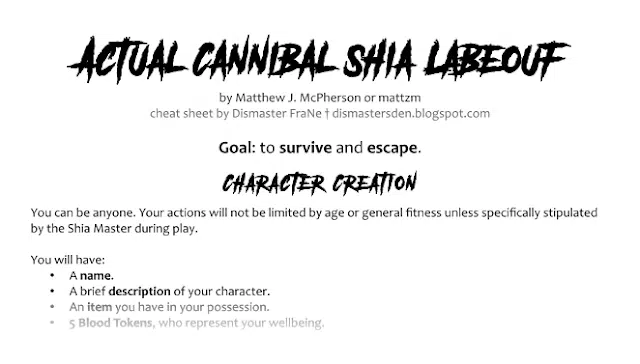 ACTUAL CANNIBAL SHIA LABEOUF
by Matthew J. McPherson or mattzm
cheat sheet by Dismaster FraNe † dismastersden.blogspot.com
Goal: to survive and escape.
CHARACTER CREATION
You can be anyone. Your actions will not be limited by age or general fitness unless specifically stipulated
by the Shia Master during play.
You will have:
• A name.
• A brief description of your character.
• An item you have in your possession.
• 5 Blood Tokens, who represent your wellbeing.